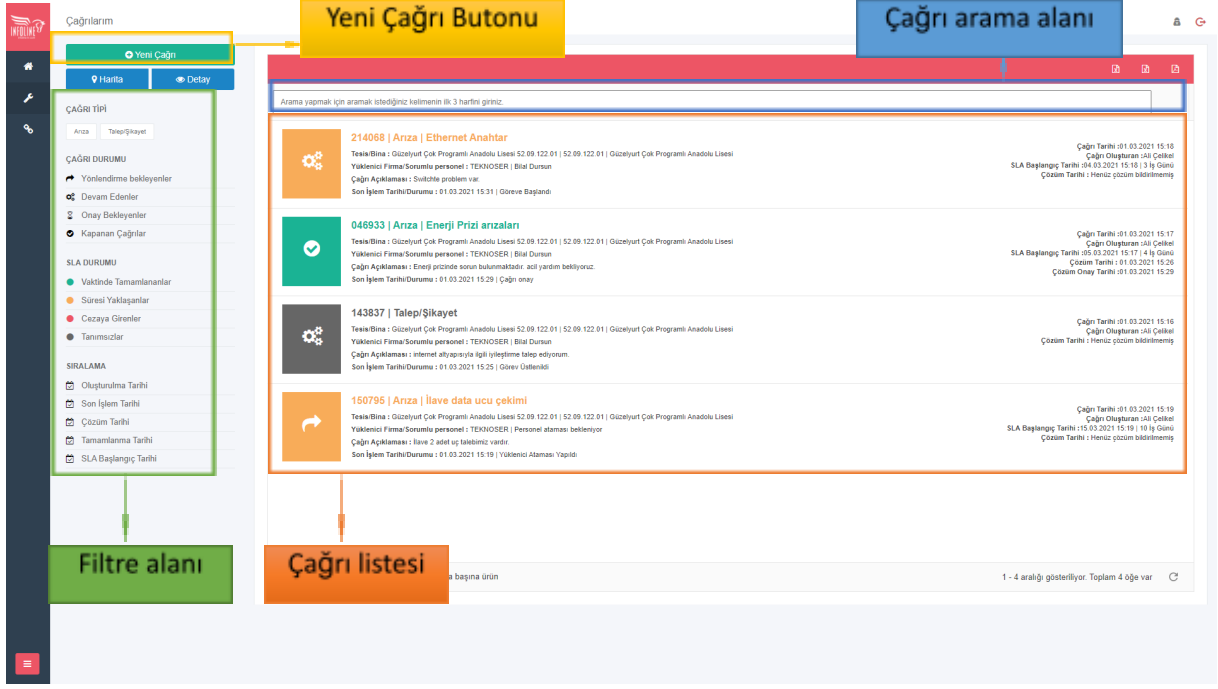 Yeni Çağrı Butonu
Çağrı arama alanı
INFOLINE
Çağrılarım
Yeni Çağrı
Harita
Detay
ÇAĞRI TİPİ
Arıza
Talep/Şikayet
ÇAĞRI DURUMU
Yönlendirme bekleyenler
Devam Edenler
Onay Bekleyenler
Kapanan Çağrılar
SLA DURUMU
Vaktinde Tamamlananlar
Süresi Yaklaşanlar
Cezaya Girenler
Tanımsızlar
SIRALAMA
Oluşturulma Tarihi
Son İşlem Tarihi
Çözüm Tarihi
Tamamlanma Tarihi
SLA Başlangıç Tarihi
Filtre alanı
Arama yapmak için aramak istediğiniz kelimenin ilk 3 harfini giriniz.
214068 | Arıza | Ethernet Anahtar
Tesis/Bina : Güzelyurt Çok Programlı Anadolu Lisesi 52.09.122.01 | 52.09.122.01 | Güzelyurt Çok Programlı Anadolu Lisesi
Yüklenici Firma/Sorumlu personel : TEKNOSER | Bilal Dursun
Çağrı Açıklaması : Switchte problem var.
Son İşlem Tarihi/Durumu : 01.03.2021 15:31 | Göreve Başlandı
Çağrı Tarihi :01.03.2021 15:18
Çağrı Oluşturan :Ali Çelikel
SLA Başlangıç Tarihi :04.03.2021 15:18 | 3 İş Günü
Çözüm Tarihi : Henüz çözüm bildirilmemiş
046933 | Arıza | Enerji Prizi arızaları
Tesis/Bina : Güzelyurt Çok Programlı Anadolu Lisesi 52.09.122.01 | 52.09.122.01 | Güzelyurt Çok Programlı Anadolu Lisesi
Yüklenici Firma/Sorumlu personel : TEKNOSER | Bilal Dursun
Çağrı Açıklaması : Enerji prizinde sorun bulunmaktadır. acil yardım bekliyoruz.
Son İşlem Tarihi/Durumu : 01.03.2021 15:29 | Çağrı onay
Çağrı Tarihi :01.03.2021 15:17
Çağrı Oluşturan :Ali Çelikel
SLA Başlangıç Tarihi :05.03.2021 15:17 | 4 İş Günü
Çözüm Tarihi : 01.03.2021 15:26
Çözüm Onay Tarihi :01.03.2021 15:29
143837 | Talep/Şikayet
Tesis/Bina : Güzelyurt Çok Programlı Anadolu Lisesi 52.09.122.01 | 52.09.122.01 | Güzelyurt Çok Programlı Anadolu Lisesi
Yüklenici Firma/Sorumlu personel : TEKNOSER | Bilal Dursun
Çağrı Açıklaması : internet altyapısıyla ilgili iyileştirme talep ediyorum.
Son İşlem Tarihi/Durumu : 01.03.2021 15:25 | Görev Üstlenildi
Çağrı Tarihi :01.03.2021 15:16
Çağrı Oluşturan :Ali Çelikel
Çözüm Tarihi : Henüz çözüm bildirilmemiş
150795 | Arıza | İlave data ucu çekimi
Tesis/Bina : Güzelyurt Çok Programlı Anadolu Lisesi 52.09.122.01 | 52.09.122.01 | Güzelyurt Çok Programlı Anadolu Lisesi
Yüklenici Firma/Sorumlu personel : TEKNOSER | Personel ataması bekleniyor
Çağrı Açıklaması : İlave 2 adet uç talebimiz vardır.
Son İşlem Tarihi/Durumu : 01.03.2021 15:19 | Yüklenici Ataması Yapıldı
Çağrı Tarihi :01.03.2021 15:19
Çağrı Oluşturan :Ali Çelikel
SLA Başlangıç Tarihi :15.03.2021 15:19 | 10 İş Günü
Çözüm Tarihi : Henüz çözüm bildirilmemiş
Çağrı listesi
a başına ürün
1 - 4 aralığı gösteriliyor. Toplam 4 öğe var